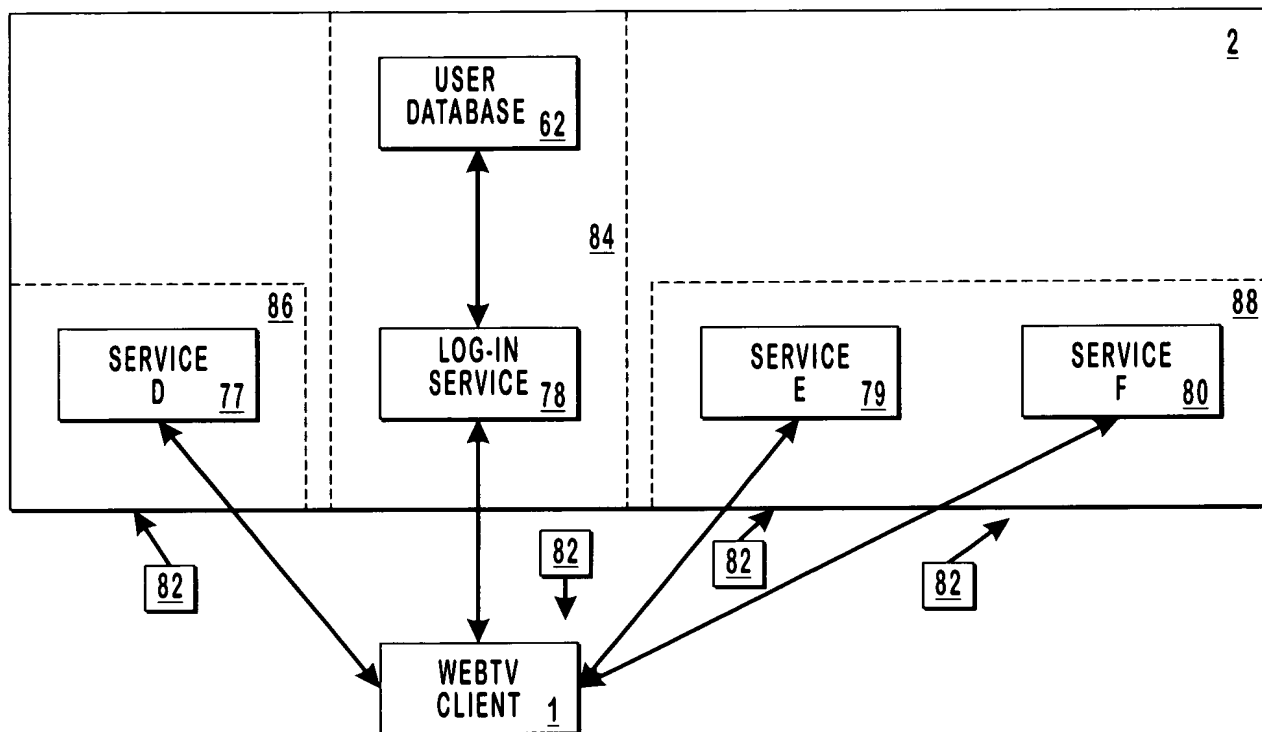 2
USER
DATABASE 62
84
86
88
SERVICE
D 77
LOG-IN
SERVICE 78
SERVICE
E 79
SERVICE
F 80
82
82
82
82
WEBTV
CLIENT 1